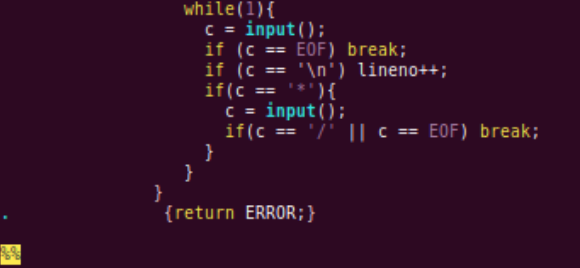 while(1){
c = input();
if (c == EOF) break;
if (c == '\n') lineno++;
if(c == '*'){
c = input();
if(c == '/' || c == EOF) break;
}
}
}
. {return ERROR;}
%%